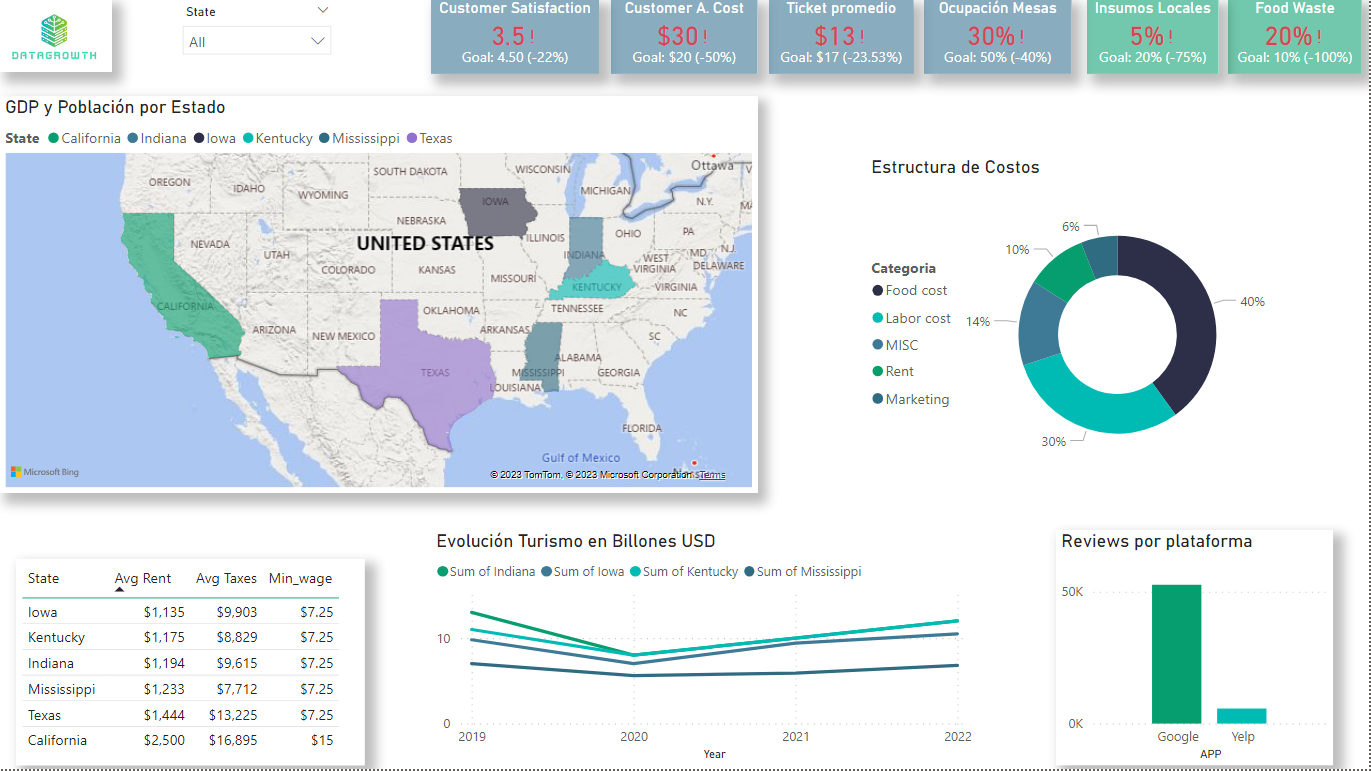 DATAGROWTH
State
All
Customer Satisfaction
3.5!
Goal: 4.50 (-22%)
Customer A. Cost
$30!
Goal: $20 (-50%)
Ticket promedio
$13!
Goal: $17 (-23.53%)
Ocupación Mesas
30%!
Goal: 50% (-40%)
Insumos Locales
5%!
Goal: 20% (-75%)
Food Waste
20%!
Goal: 10% (-100%)
GDP y Población por Estado
State California Indiana Iowa Kentucky Mississippi Texas
Ottawa
OREGON
IDAHO
WYOMING
SOUTH DAKOTA
WISCONSIN
MICHIGAN
N.Y.
IOWA
NEBRASKA
NEVADA
UTAH
UNITED STATES
ILLINOIS
OHIO
PA
N.J.
INDIANA
WEST
VIRGINIA
MD
DELAWARE
COLORADO
KANSAS
MISSOURI
KENTUCKY
VIRGINIA
CALIFORNIA
ARIZONA
NEW MEXICO
OKLAHOMA
TENNESSEE
ARKANSAS
NC
SC
TEXAS
MISSISSIPPI
ALABAMA
GEORGIA
LOUISIANA
FLORIDA
Gulf of Mexico
Microsoft Bing
© 2023 TomTom, © 2023 Microsoft Corporation Terms
Estructura de Costos
Categoria
Food cost
Labor cost
MISC
Rent
Marketing
6%
10%
14%
30%
40%
State Avg Rent Avg Taxes Min_wage
Iowa $1,135 $9,903 $7.25
Kentucky $1,175 $8,829 $7.25
Indiana $1,194 $9,615 $7.25
Mississippi $1,233 $7,712 $7.25
Texas $1,444 $13,225 $7.25
California $2,500 $16,895 $15
Evolución Turismo en Billones USD
Sum of Indiana Sum of Iowa Sum of Kentucky Sum of Mississippi
10
0
2019 2020 2021 2022
Year
Reviews por plataforma
50K
0K
Google Yelp
APP